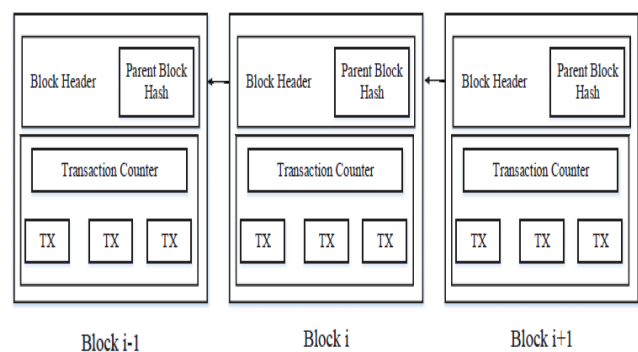 Block Header
Parent Block
Hash
Transaction Counter
TX TX TX
Block i-1
Block Header
Parent Block
Hash
Transaction Counter
TX TX TX
Block i
Block Header
Parent Block
Hash
Transaction Counter
TX TX TX
Block i+1